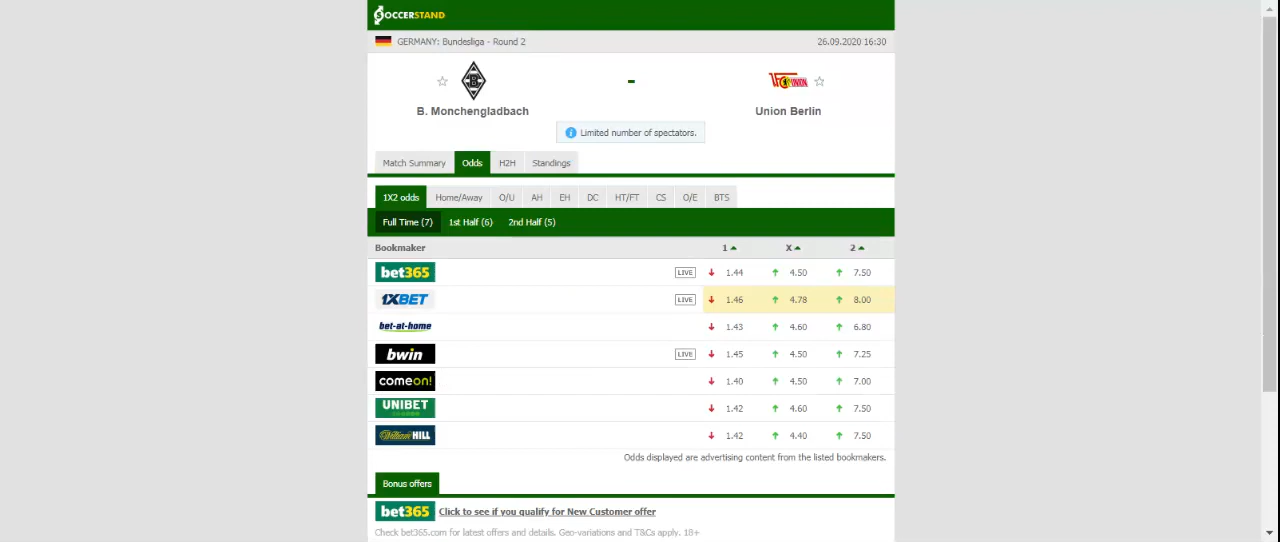 SOCCERSTAND
GERMANY: Bundesliga - Round 2 26.09.2020 16:30
-
B. Monchengladbach Union Berlin
Limited number of spectators.
Match Summary Odds H2H Standings
1X2 odds Home/Away O/U AH EH DC HT/FT CS O/E BTS
Full Time (7) 1st Half (6) 2nd Half (5)
Bookmaker 1 X 2
bet365 LIVE 1.44 4.50 7.50
1XBET LIVE 1.46 4.78 8.00
bet-at-home 1.43 4.60 6.80
bwin LIVE 1.45 4.50 7.25
comeon! 1.40 4.50 7.00
UNIBET 1.42 4.60 7.50
William HILL 1.42 4.40 7.50
Odds displayed are advertising content from the listed bookmakers.
Bonus offers
bet365 Click to see if you qualify for New Customer offer
Check bet365.com for latest offers and details. Geo-variations and T&Cs apply. 18+